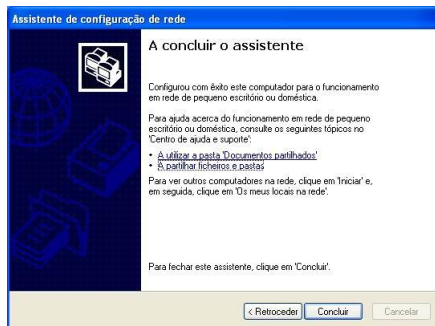 Assistente de configuração de rede
A concluir o assistente
Configurou com êxito este computador para o funcionamento
em rede de pequeno escritório ou doméstica.
Para ajuda acerca do funcionamento em rede de pequeno
escritório ou doméstica, consulte os seguintes tópicos no
'Centro de ajuda e suporte':
• A utilizar a pasta 'Documentos partilhados'
• A partilhar ficheiros e pastas
Para ver outros computadores na rede, clique em 'Iniciar' e,
em seguida, clique em 'Os meus locais na rede'.
Para fechar este assistente, clique em 'Concluir'.
< Retroceder Concluir Cancelar